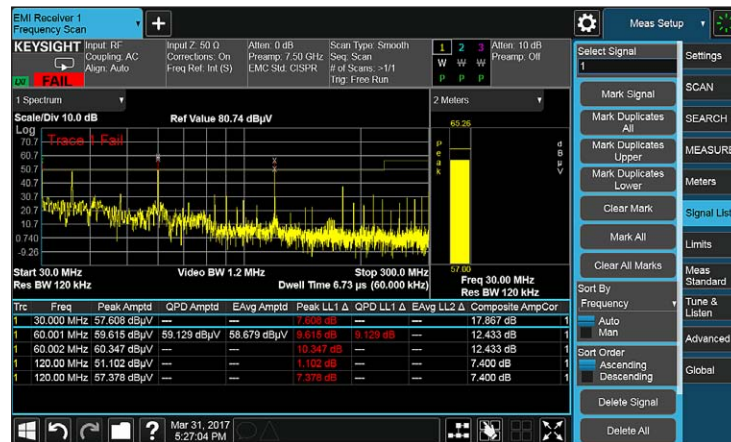 EMI Receiver 1
Frequency Scan
Meas Setup
KEYSIGHT
Input: RF
Coupling: AC
Align: Auto
Input Z: 50 Ω
Corrections: On
Freq Ref: Int (S)
Atten: 0 dB
Preamp: 7.50 GHz
EMC Std: CISPR
Scan Type: Smooth
Seq: Scan
# of Scans: >1/1
Trig: Free Run
1 2 3
W W W
P P P
Atten: 10 dB
Preamp: Off
FAIL
1 Spectrum
Scale/Div 10.0 dB
Ref Value 80.74 dBµV
Log
Trace 1 Fail
70.7
60.7
50.7
40.7
30.7
20.7
10.7
0.740
-9.26
Start 30.0 MHz
Res BW 120 kHz
Video BW 1.2 MHz
Stop 300.0 MHz
Dwell Time 6.73 µs (60.000 kHz)
2 Meters
65.26
Peak
dBµV
57.00
Freq 30.00 MHz
Res BW 120 kHz
Trc Freq Peak Amptd QPD Amptd EAvg Amptd Peak LL1 Δ QPD LL1 Δ EAvg LL2 Δ Composite AmpCor
1 30.000 MHz 57.608 dBµV --- --- 7.608 dB --- --- 17.867 dB 1
1 60.001 MHz 59.615 dBµV 59.129 dBµV 58.679 dBµV 9.615 dB 9.129 dB --- 12.433 dB 1
1 60.002 MHz 60.347 dBµV --- --- 10.347 dB --- --- 12.433 dB 1
1 120.00 MHz 51.102 dBµV --- --- 1.102 dB --- --- 7.400 dB 1
1 120.00 MHz 57.378 dBµV --- --- 7.378 dB --- --- 7.400 dB 1
?
Mar 31, 2017
5:27:04 PM
Select Signal
1
Mark Signal
Mark Duplicates
All
Mark Duplicates
Upper
Mark Duplicates
Lower
Clear Mark
Mark All
Clear All Marks
Sort By
Frequency
Auto
Man
Sort Order
Ascending
Descending
Delete Signal
Delete All
Settings
SCAN
SEARCH
MEASURE
Meters
Signal List
Limits
Meas
Standard
Tune &
Listen
Advanced
Global